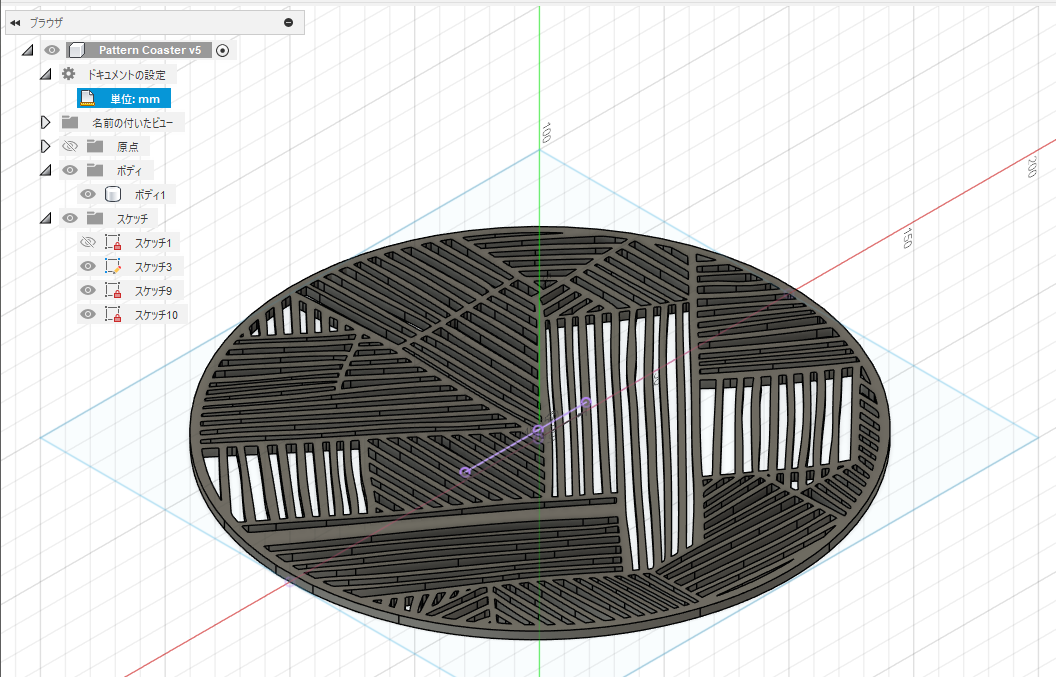 ブラウザ
Pattern Coaster v5
ドキュメントの設定
単位: mm
名前の付いたビュー
原点
ボディ
ボディ1
スケッチ
スケッチ1
スケッチ3
スケッチ9
スケッチ10
100
200
150